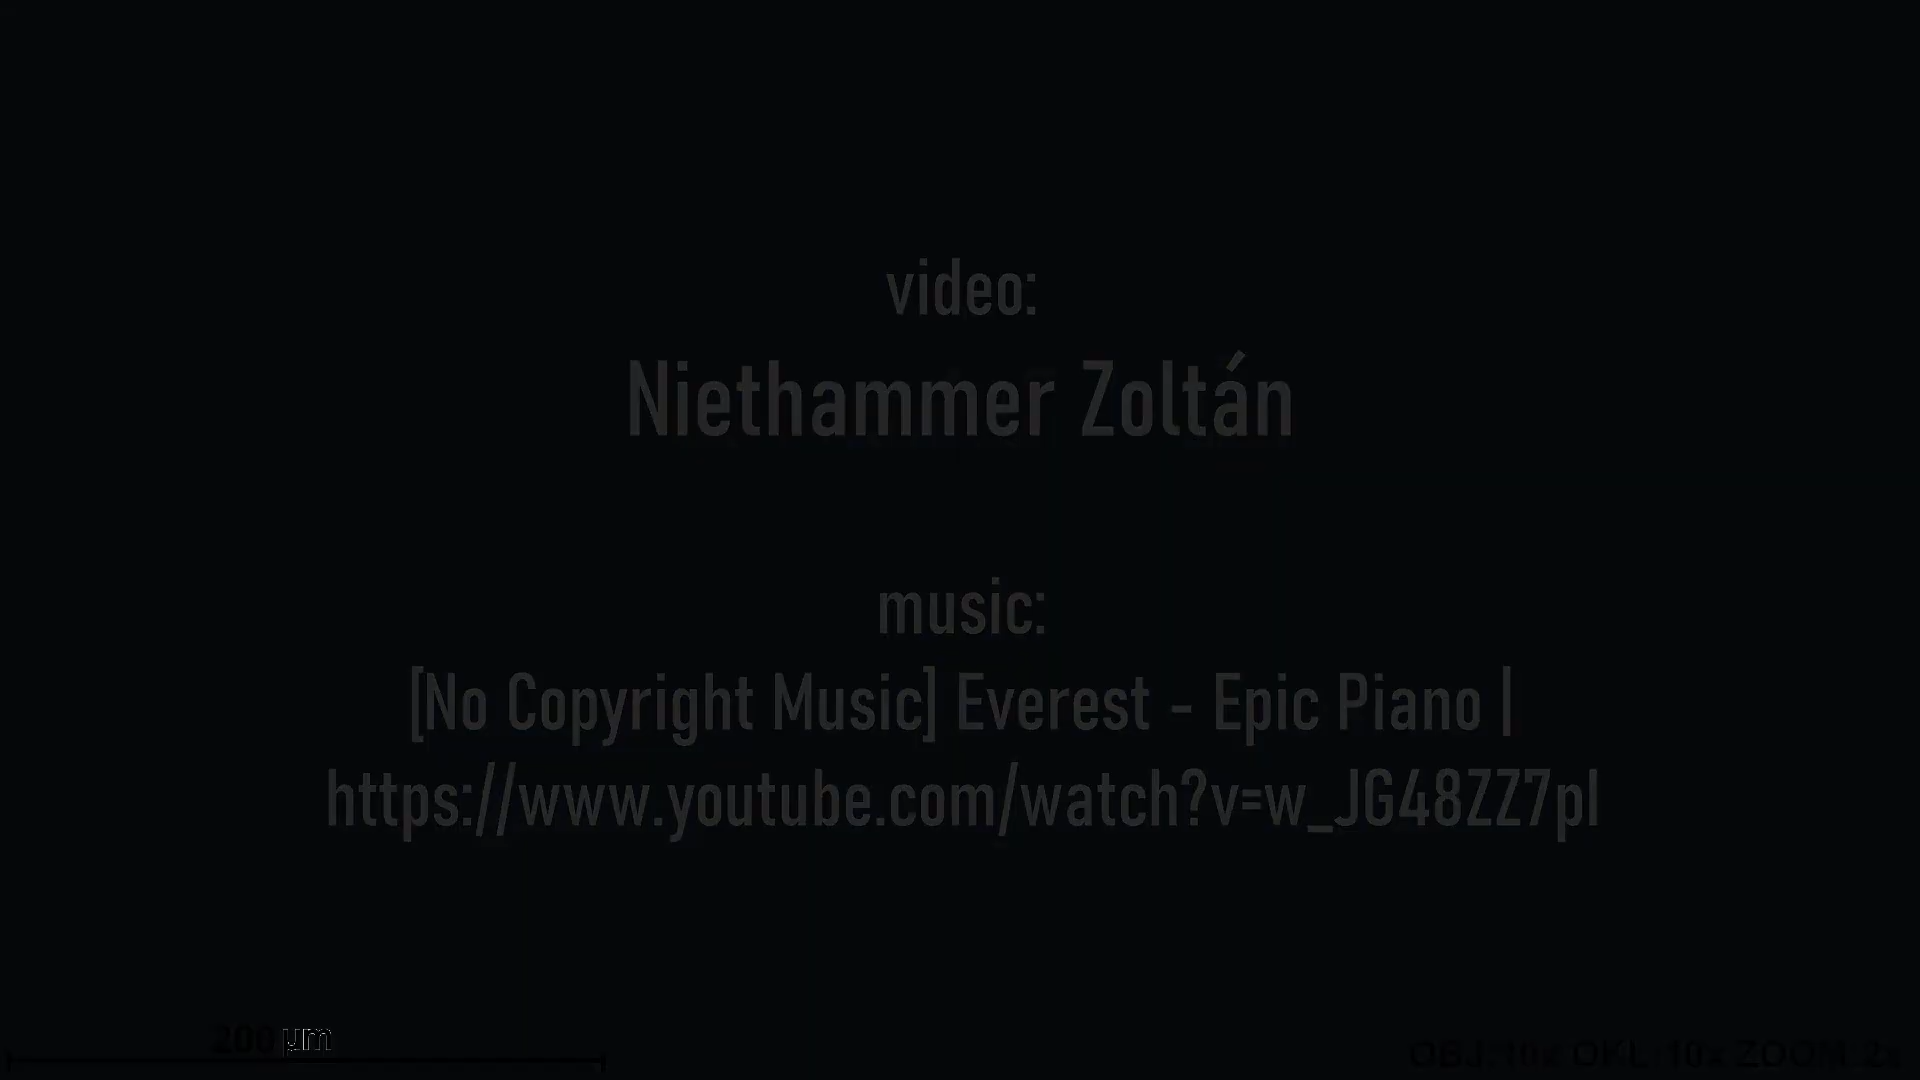 video:
Niethammer Zoltán
music:
[No Copyright Music] Everest - Epic Piano |
https://www.youtube.com/watch?v=w_JG48ZZ7pI
200 µm
OBJ:10x OKL:10x ZOOM:2x